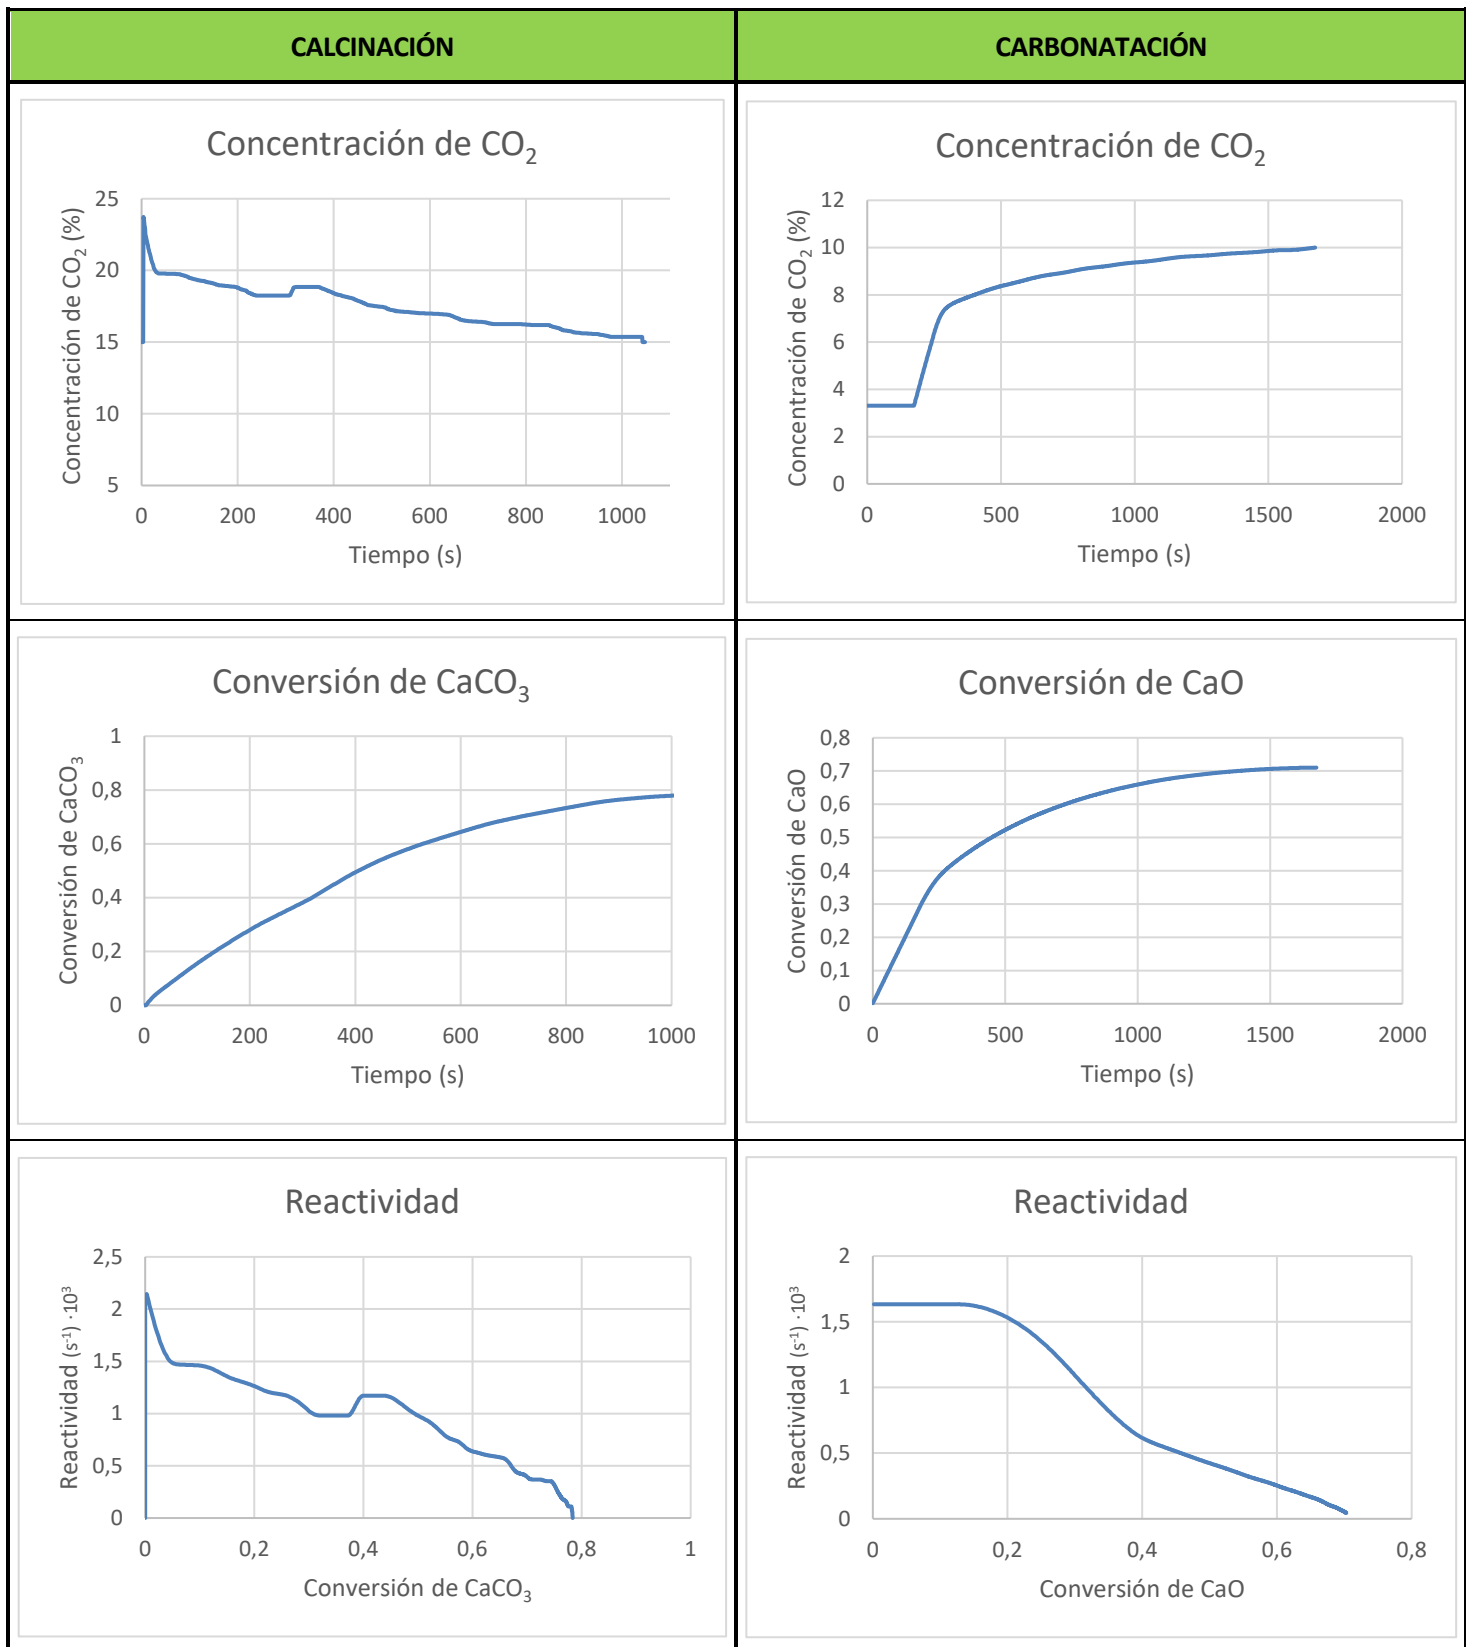 CALCINACIÓN
CARBONATACIÓN
Concentración de CO₂
Concentración de CO₂ (%)
25
20
15
10
5
0 200 400 600 800 1000
Tiempo (s)
Concentración de CO₂
Concentración de CO₂ (%)
12
10
8
6
4
2
0
0 500 1000 1500 2000
Tiempo (s)
Conversión de CaCO₃
Conversión de CaCO₃
1
0,8
0,6
0,4
0,2
0
0 200 400 600 800 1000
Tiempo (s)
Conversión de CaO
Conversión de CaO
0,8
0,7
0,6
0,5
0,4
0,3
0,2
0,1
0
0 500 1000 1500 2000
Tiempo (s)
Reactividad
Reactividad (s⁻¹) ·10³
2,5
2
1,5
1
0,5
0
0 0,2 0,4 0,6 0,8 1
Conversión de CaCO₃
Reactividad
Reactividad (s⁻¹) ·10³
2
1,5
1
0,5
0
0 0,2 0,4 0,6 0,8
Conversión de CaO